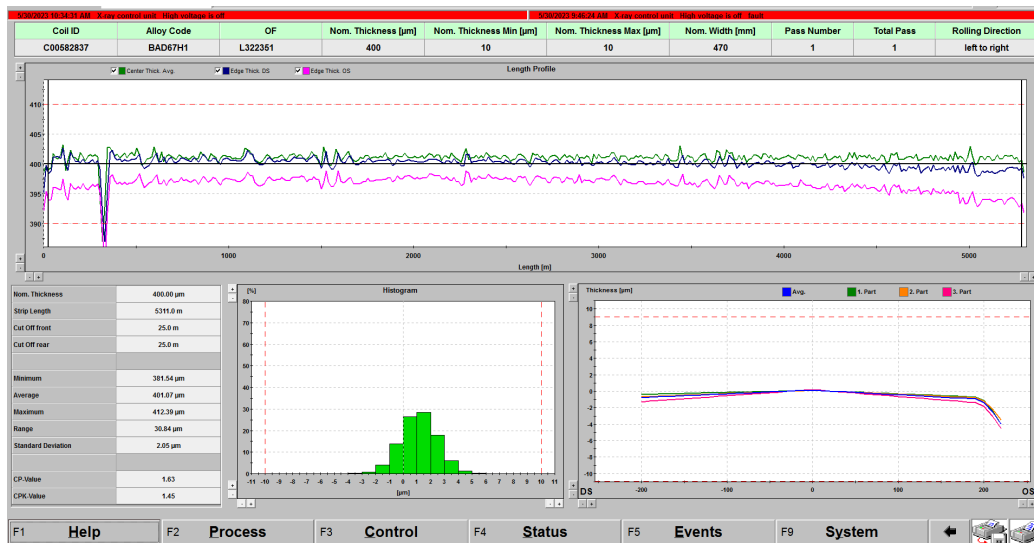 5/30/2023 10:34:31 AM X-ray control unit High voltage is off
5/30/2023 9:46:24 AM X-ray control unit High voltage is off fault
Coil ID Alloy Code OF Nom. Thickness [µm] Nom. Thickness Min [µm] Nom. Thickness Max [µm] Nom. Width [mm] Pass Number Total Pass Rolling Direction
C00582837 BAD67H1 L322351 400 10 10 470 1 1 left to right
Center Thick. Avg. Edge Thick. DS Edge Thick. OS Length Profile
410
405
400
395
390
0 1000 2000 3000 4000 5000
Length [m]
Nom. Thickness 400.00 µm
Strip Length 5311.0 m
Cut Off front 25.0 m
Cut Off rear 25.0 m
Minimum 381.54 µm
Average 401.07 µm
Maximum 412.39 µm
Range 30.84 µm
Standard Deviation 2.05 µm
CP-Value 1.63
CPK-Value 1.45
[%] Histogram
80
70
60
50
40
30
20
10
0
-11 -10 -9 -8 -7 -6 -5 -4 -3 -2 -1 0 1 2 3 4 5 6 7 8 9 10 11
[µm]
Thickness [µm] Avg. 1. Part 2. Part 3. Part
10
8
6
4
2
0
-2
-4
-6
-8
-10
DS -200 -100 0 100 200 OS
F1 Help F2 Process F3 Control F4 Status F5 Events F9 System